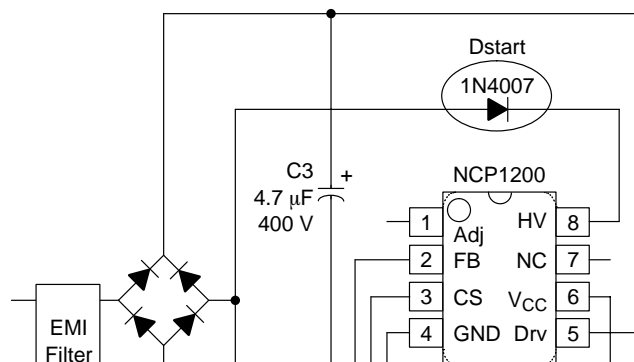 Dstart
1N4007
C3
+
4.7 μF
400 V
NCP1200
1 Adj HV 8
2 FB NC 7
3 CS VCC 6
4 GND Drv 5
EMI
Filter